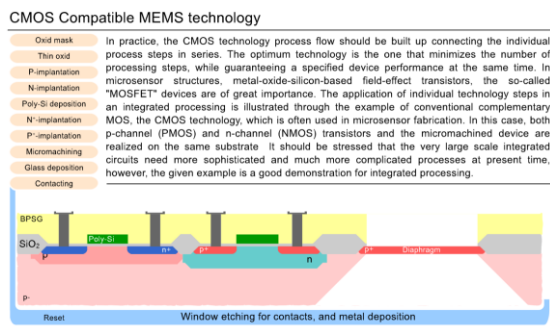 CMOS Compatible MEMS technology
Oxid mask
Thin oxid
P-implantation
N-implantation
Poly-Si deposition
N⁺-implantation
P⁺-implantation
Micromachining
Glass deposition
Contacting
In practice, the CMOS technology process flow should be built up connecting the individual
process steps in series. The optimum technology is the one that minimizes the number of
processing steps, while guaranteeing a specified device performance at the same time. In
microsensor structures, metal-oxide-silicon-based field-effect transistors, the so-called
"MOSFET" devices are of great importance. The application of individual technology steps in
an integrated processing is illustrated through the example of conventional complementary
MOS, the CMOS technology, which is often used in microsensor fabrication. In this case, both
p-channel (PMOS) and n-channel (NMOS) transistors and the micromachined device are
realized on the same substrate It should be stressed that the very large scale integrated
circuits need more sophisticated and much more complicated processes at present time,
however, the given example is a good demonstration for integrated processing.
BPSG
SiO₂
Poly-Si
n+
p+
p+
Diaphragm
P
n
P-
Reset
Window etching for contacts, and metal deposition